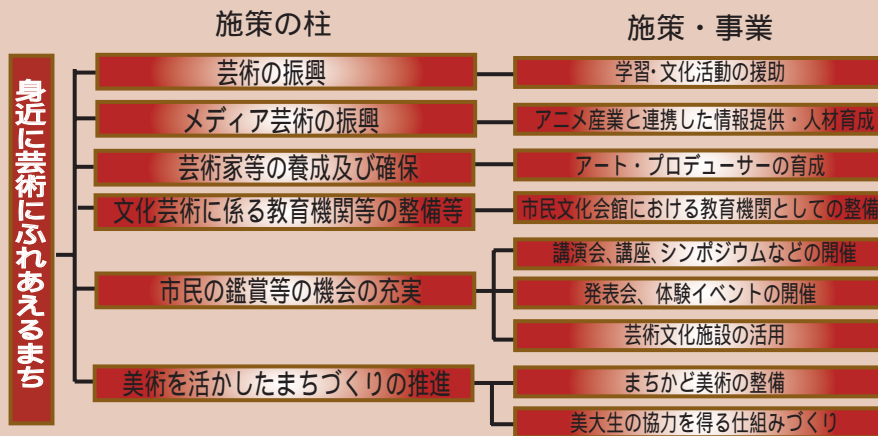 施策の柱
施策・事業
身近に芸術にふれあえるまち
芸術の振興
学習・文化活動の援助
メディア芸術の振興
アニメ産業と連携した情報提供・人材育成
芸術家等の養成及び確保
アート・プロデューサーの育成
文化芸術に係る教育機関等の整備等
市民文化会館における教育機関としての整備
市民の鑑賞等の機会の充実
講演会、講座、シンポジウムなどの開催
発表会、体験イベントの開催
芸術文化施設の活用
美術を活かしたまちづくりの推進
まちかど美術の整備
美大生の協力を得る仕組みづくり